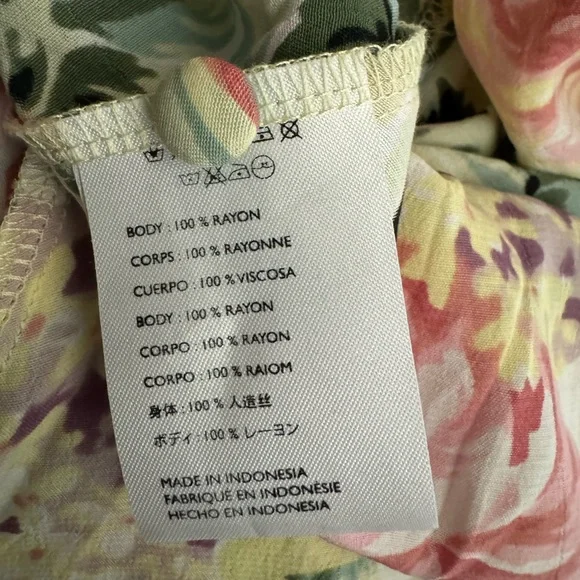 BODY : 100 % RAYON
CORPS : 100 % RAYONNE
CUERPO : 100 % VISCOSA
BODY : 100 % RAYON
CORPO : 100 % RAYON
CORPO : 100 % RAIOM
身体 : 100 % 人造丝
ボディ : 100 % レーヨン
MADE IN INDONESIA
FABRIQUE EN INDONÉSIE
HECHO EN INDONESIA